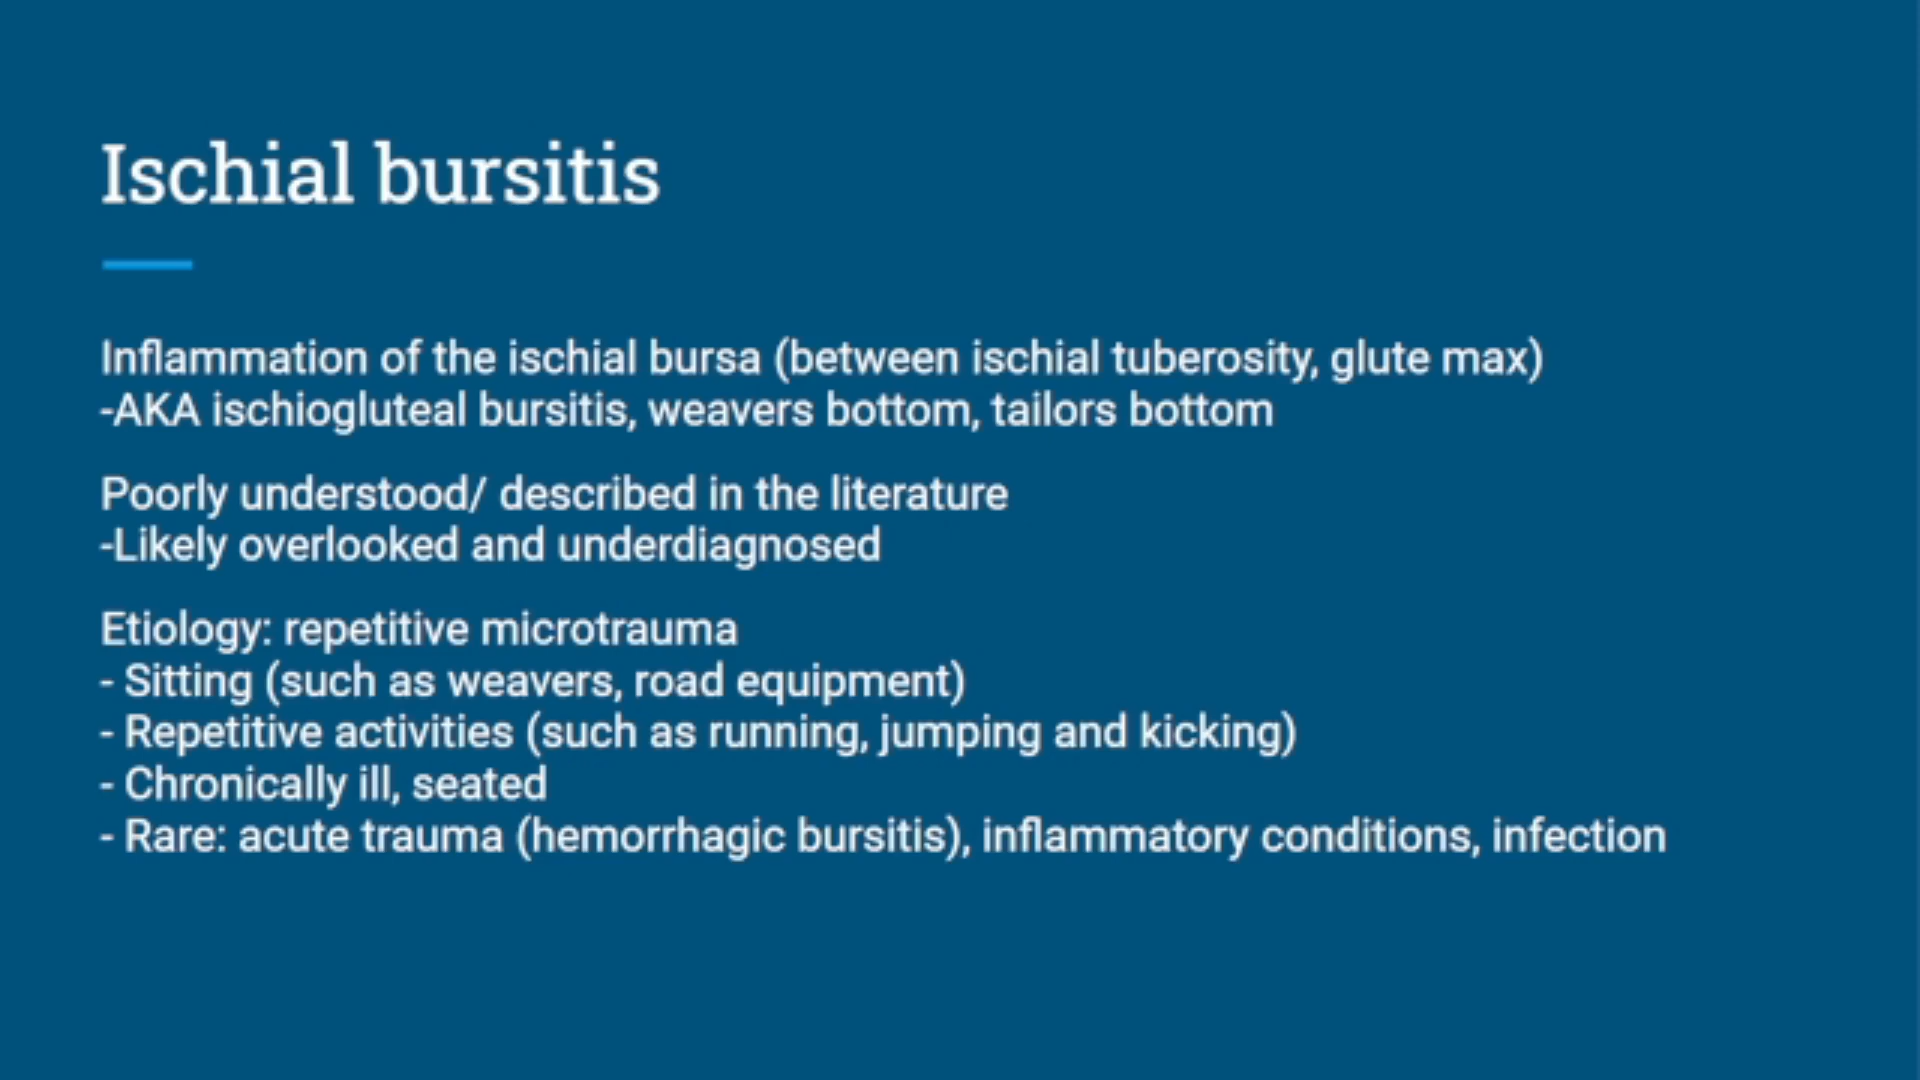 Ischial bursitis
Inflammation of the ischial bursa (between ischial tuberosity, glute max)
-AKA ischiogluteal bursitis, weavers bottom, tailors bottom
Poorly understood/ described in the literature
-Likely overlooked and underdiagnosed
Etiology: repetitive microtrauma
- Sitting (such as weavers, road equipment)
- Repetitive activities (such as running, jumping and kicking)
- Chronically ill, seated
- Rare: acute trauma (hemorrhagic bursitis), inflammatory conditions, infection